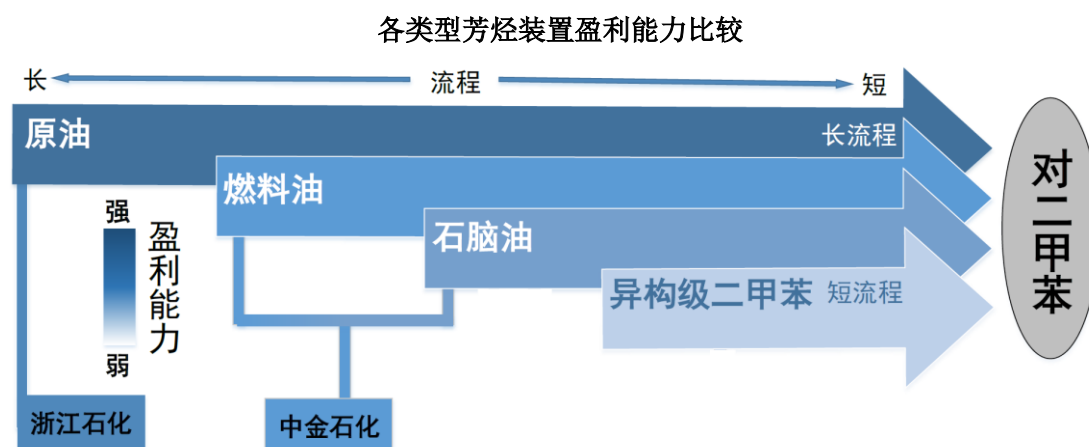 各类型芳烃装置盈利能力比较
长
流程
短
原油
长流程
燃料油
石脑油
异构级二甲苯
短流程
对二甲苯
强
盈利能力
弱
浙江石化
中金石化